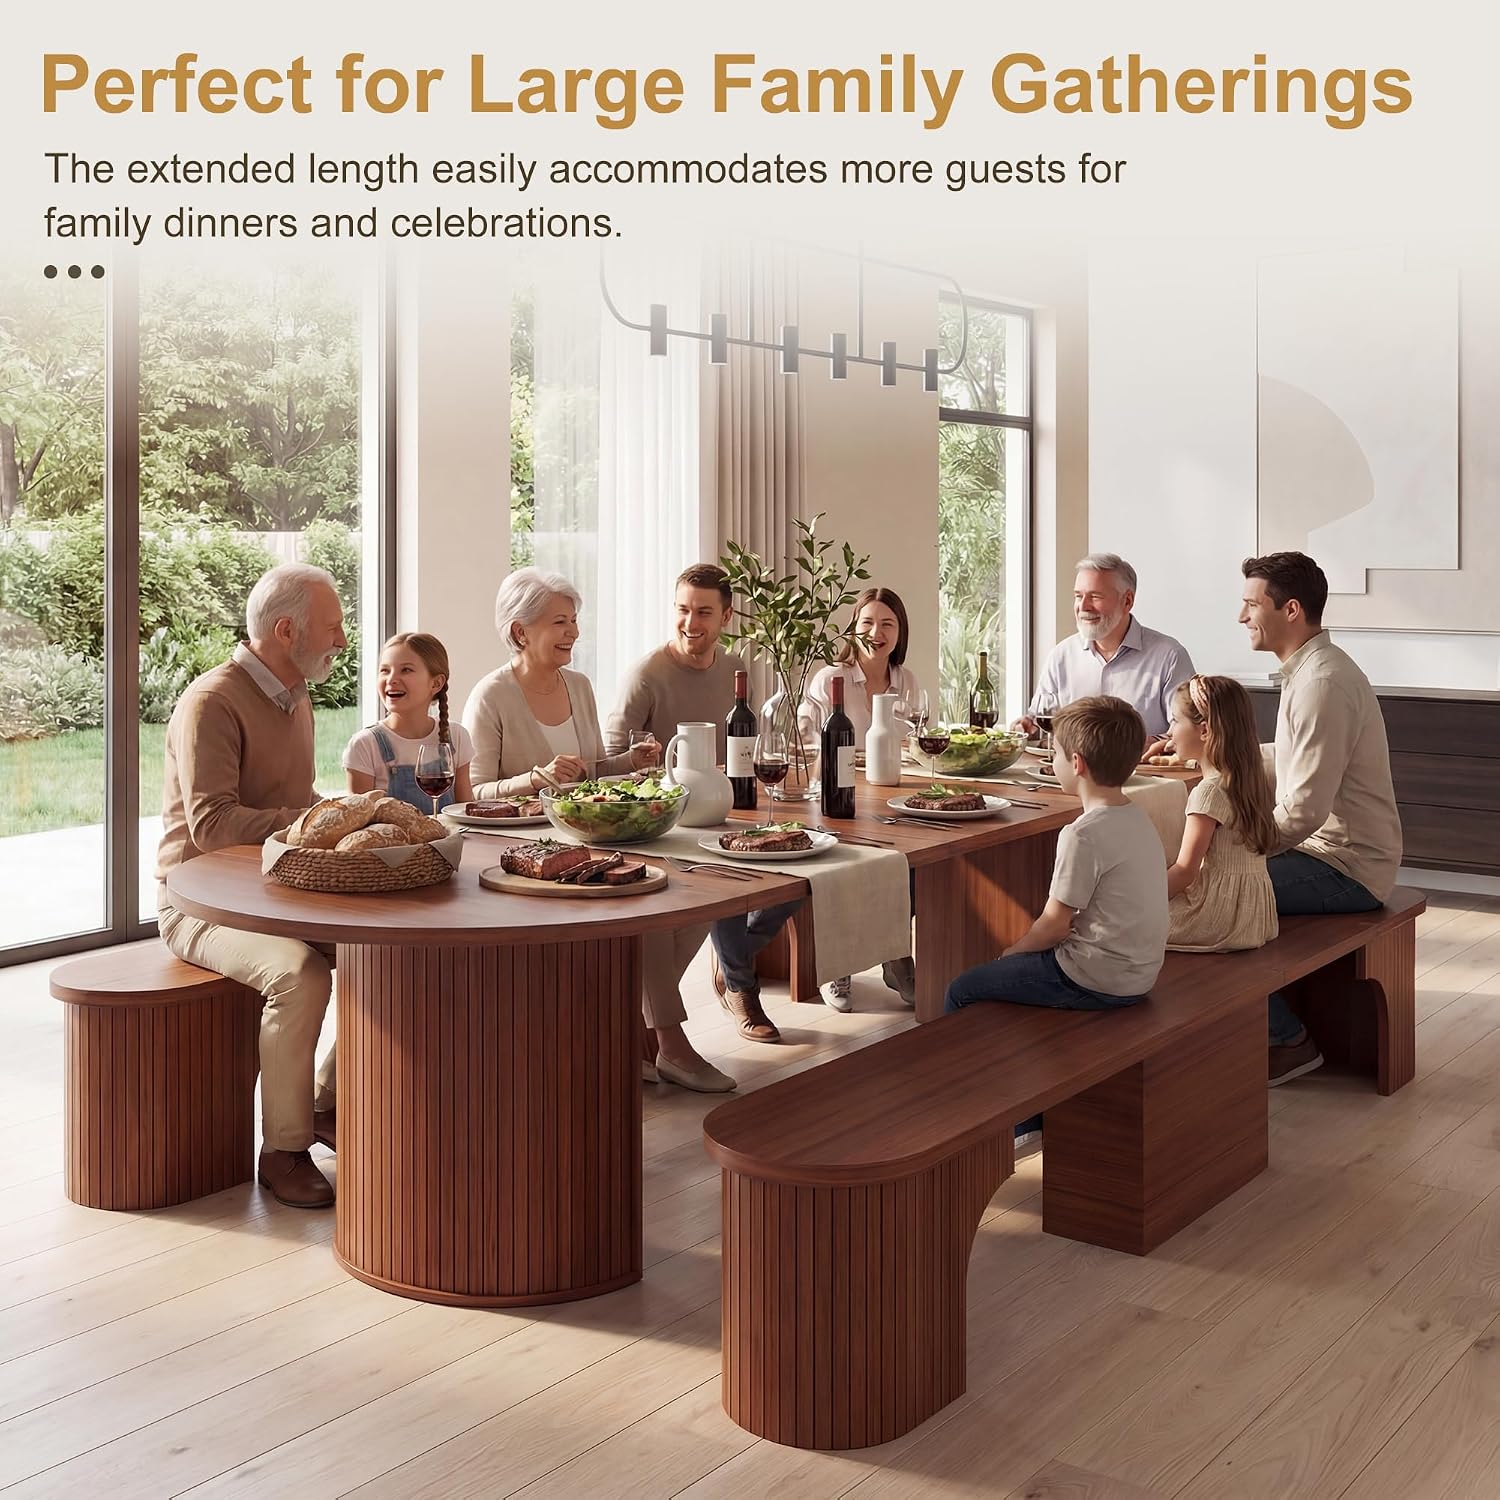 Perfect for Large Family Gatherings
The extended length easily accommodates more guests for
family dinners and celebrations.